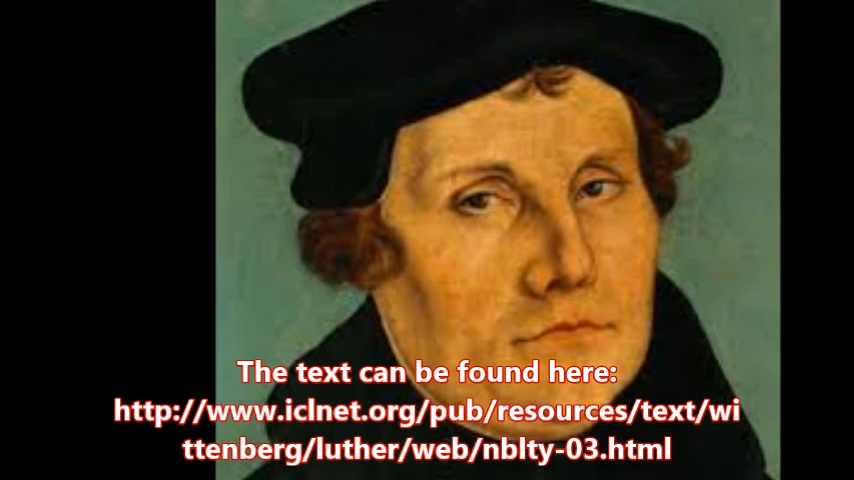 The text can be found here:
http://www.iclnet.org/pub/resources/text/wi
ttenberg/luther/web/nblty-03.html